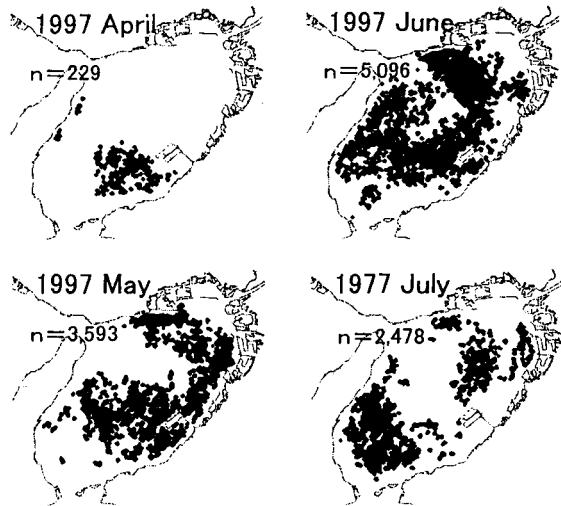 1997 April
n=229
1997 June
n=5,096
1997 May
n=3,593
1977 July
n=2,478